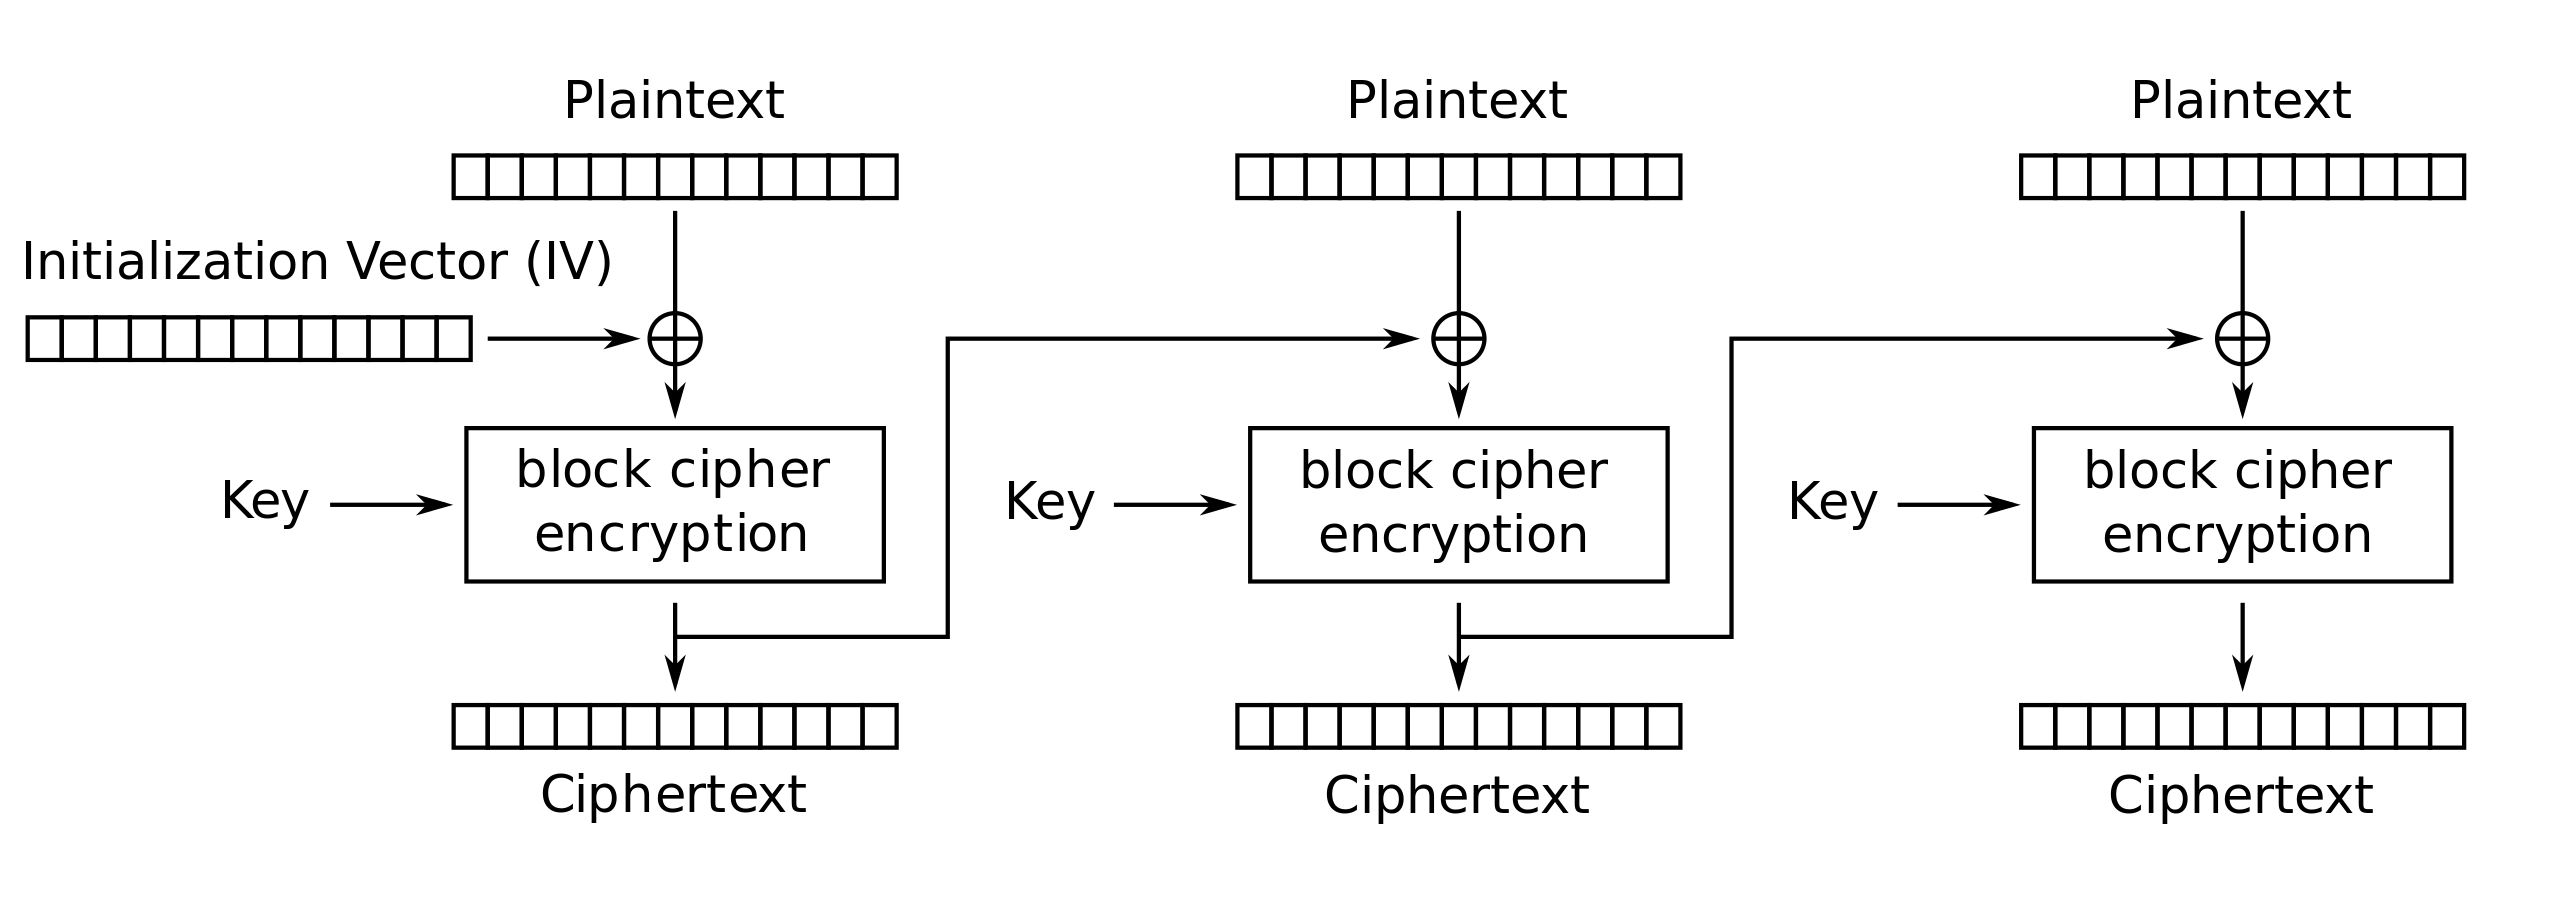 Plaintext
Plaintext
Plaintext
Initialization Vector (IV)
Key
block cipher
encryption
Key
block cipher
encryption
Key
block cipher
encryption
Ciphertext
Ciphertext
Ciphertext